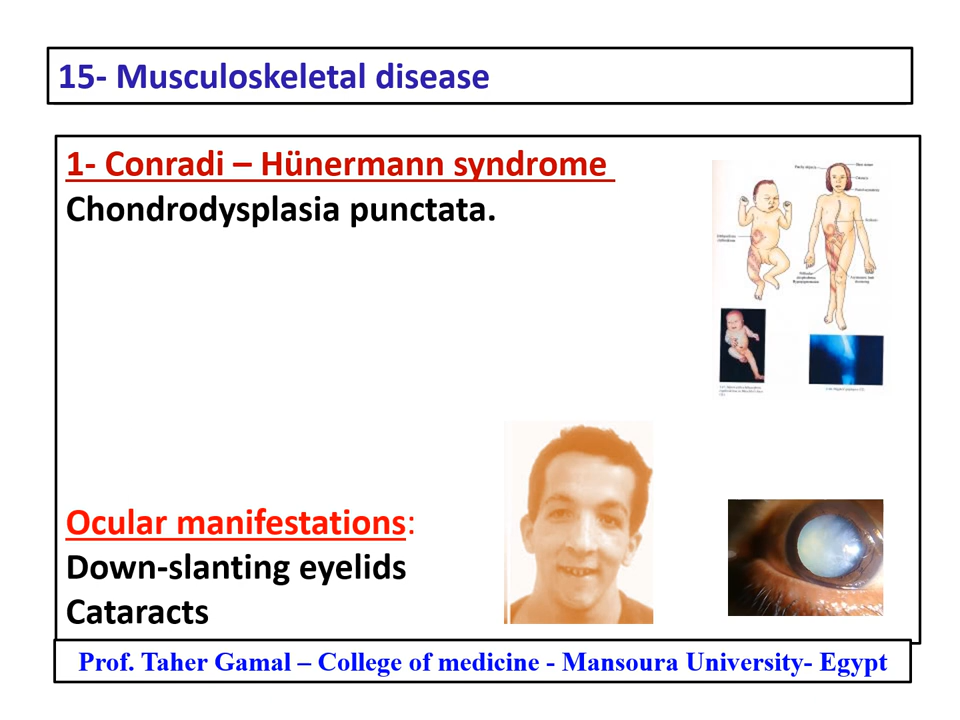 15- Musculoskeletal disease
1- Conradi – Hünermann syndrome
Chondrodysplasia punctata.
Ocular manifestations:
Down-slanting eyelids
Cataracts
Prof. Taher Gamal – College of medicine - Mansoura University- Egypt